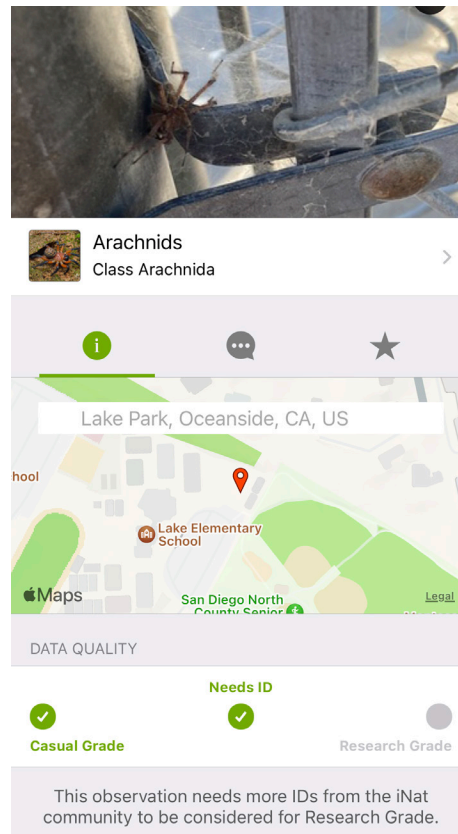 Arachnids
Class Arachnida
Lake Park, Oceanside, CA, US
hool
Lake Elementary
School
Maps
San Diego North
County Senior
Legal
DATA QUALITY
Needs ID
Casual Grade
Research Grade
This observation needs more IDs from the iNat
community to be considered for Research Grade.